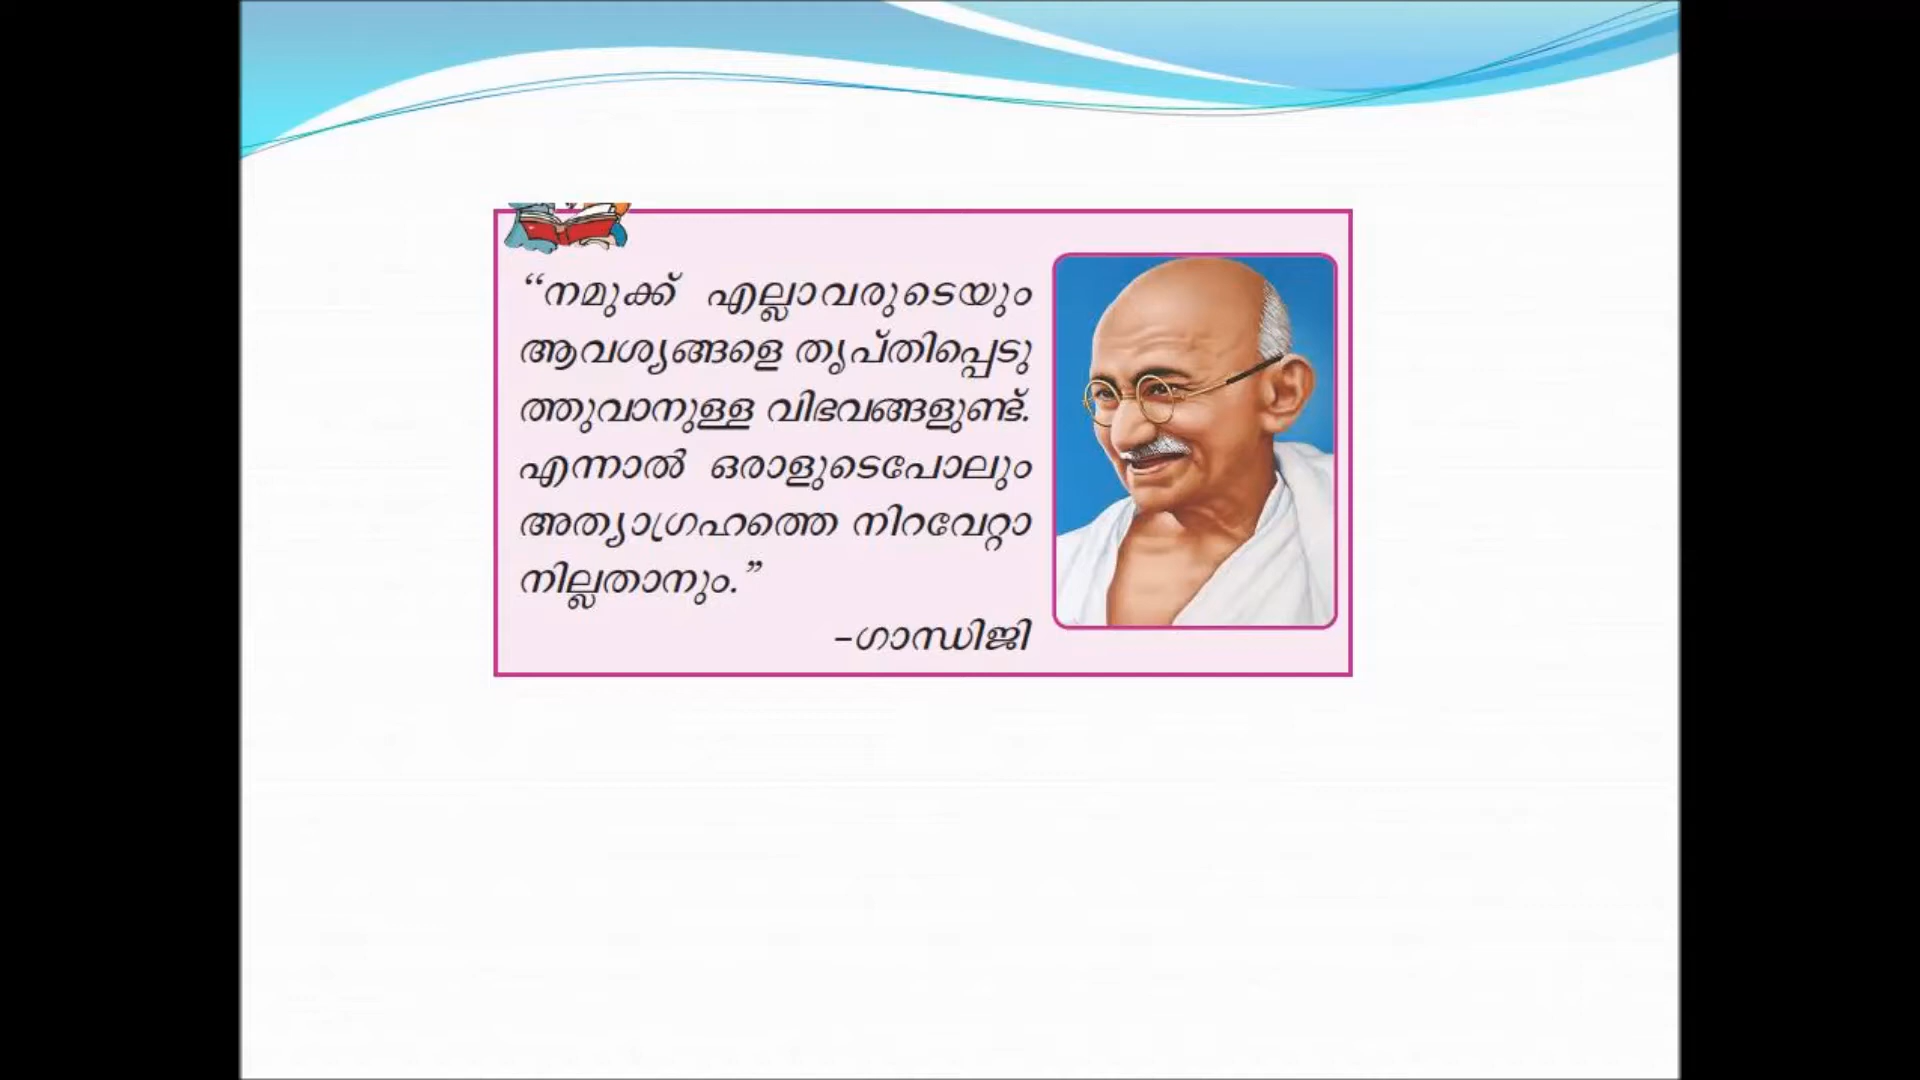 “നമുക്ക് എല്ലാവരുടെയും
ആവശ്യങ്ങളെ തൃപ്തിപ്പെടു
ത്തുവാനുള്ള വിഭവങ്ങളുണ്ട്.
എന്നാൽ ഒരാളുടെപോലും
അത്യാഗ്രഹത്തെ നിറവേറ്റാ
നില്ലതാനും.”
–ഗാന്ധിജി